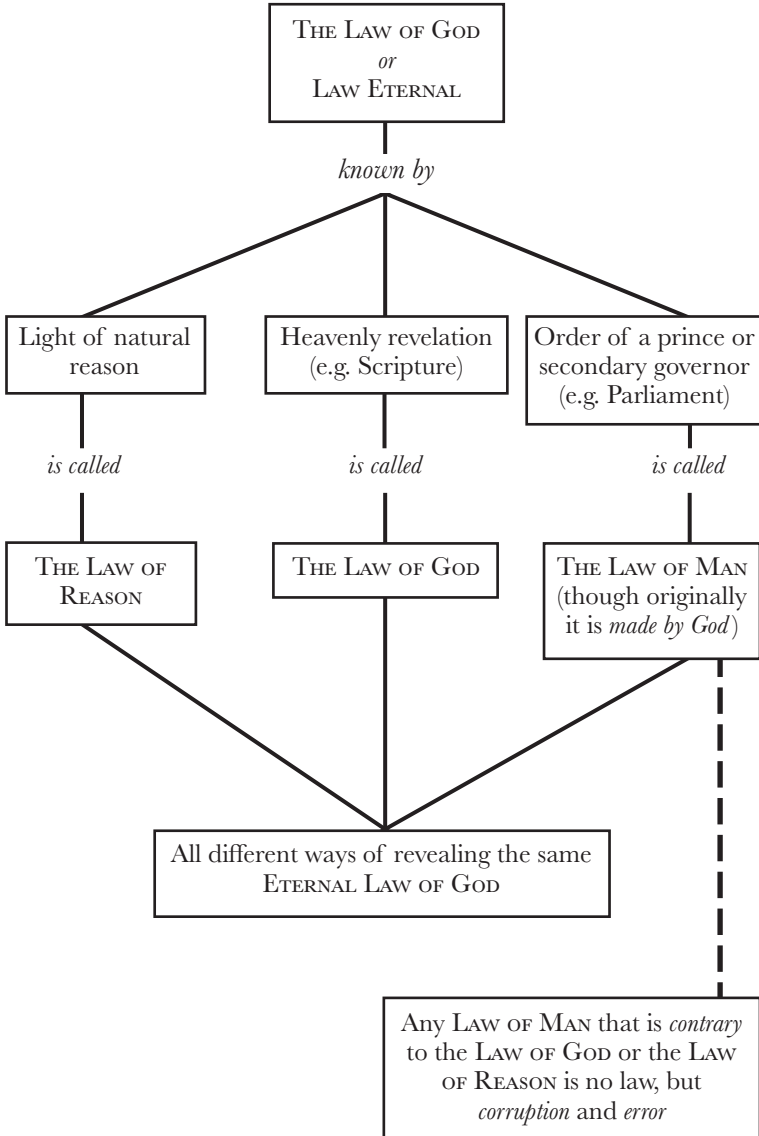 THE LAW OF GOD
or
LAW ETERNAL
known by
Light of natural
reason
Heavenly revelation
(e.g. Scripture)
Order of a prince or
secondary governor
(e.g. Parliament)
is called
is called
is called
THE LAW OF
REASON
THE LAW OF GOD
THE LAW OF MAN
(though originally
it is made by God)
All different ways of revealing the same
ETERNAL LAW OF GOD
Any LAW OF MAN that is contrary
to the LAW OF GOD or the LAW
OF REASON is no law, but
corruption and error